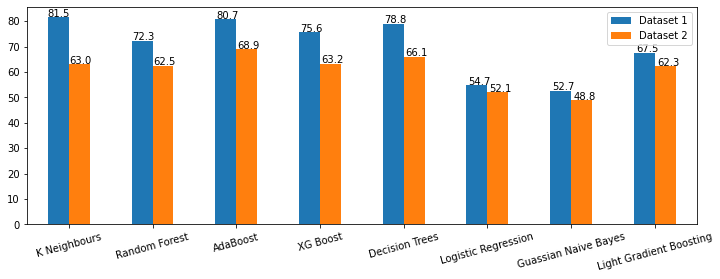 Dataset 1
Dataset 2
80
70
60
50
40
30
20
10
0
81.5
63.0
72.3
62.5
80.7
68.9
75.6
63.2
78.8
66.1
54.7
52.1
52.7
48.8
67.5
62.3
K Neighbours
Random Forest
AdaBoost
XG Boost
Decision Trees
Logistic Regression
Guassian Naive Bayes
Light Gradient Boosting